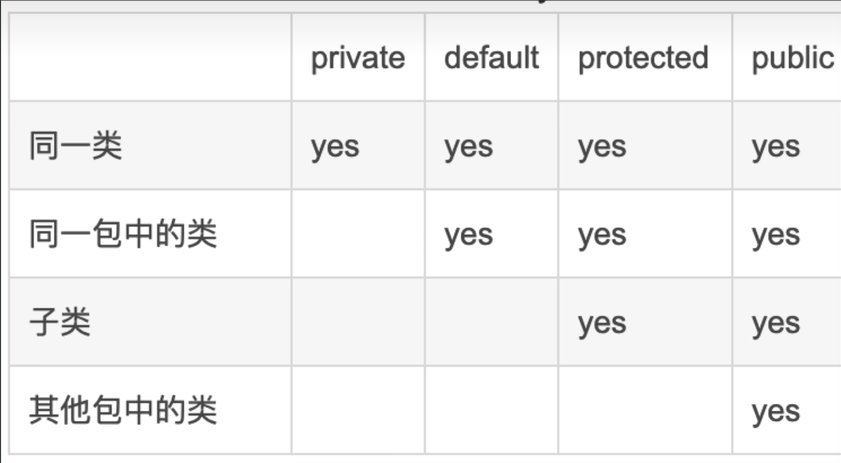 private default protected public
同一类 yes yes yes yes
同一包中的类 yes yes yes
子类 yes yes
其他包中的类 yes